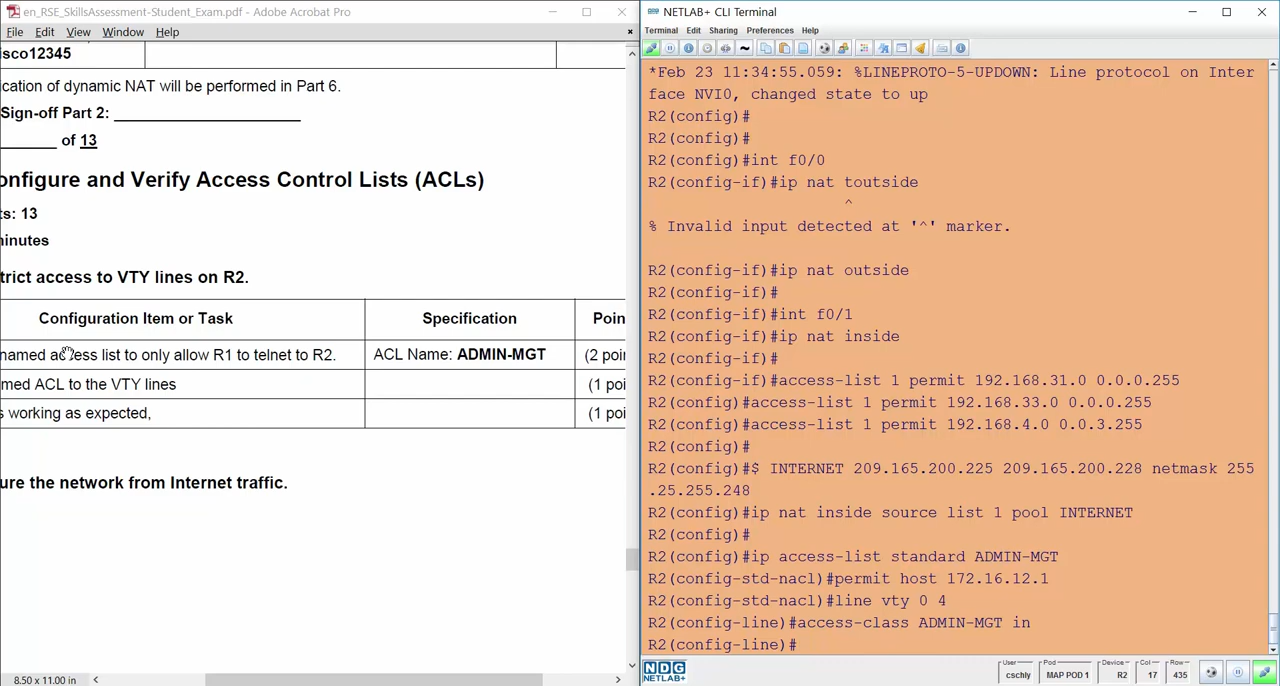 en_RSE_SkillsAssessment-Student_Exam.pdf - Adobe Acrobat Pro
File Edit View Window Help
isco12345
ication of dynamic NAT will be performed in Part 6.
Sign-off Part 2: ______________________
_______ of 13
onfigure and Verify Access Control Lists (ACLs)
ts: 13
minutes
trict access to VTY lines on R2.
Configuration Item or Task Specification Poin
named access list to only allow R1 to telnet to R2. ACL Name: ADMIN-MGT (2 poi
med ACL to the VTY lines (1 poi
s working as expected, (1 poi
ure the network from Internet traffic.
8.50 x 11.00 in
NETLAB+ CLI Terminal
Terminal Edit Sharing Preferences Help
*Feb 23 11:34:55.059: %LINEPROTO-5-UPDOWN: Line protocol on Inter
face NVI0, changed state to up
R2(config)#
R2(config)#
R2(config)#int f0/0
R2(config-if)#ip nat toutside
^
% Invalid input detected at '^' marker.
R2(config-if)#ip nat outside
R2(config-if)#
R2(config-if)#int f0/1
R2(config-if)#ip nat inside
R2(config-if)#
R2(config-if)#access-list 1 permit 192.168.31.0 0.0.0.255
R2(config)#access-list 1 permit 192.168.33.0 0.0.0.255
R2(config)#access-list 1 permit 192.168.4.0 0.0.3.255
R2(config)#
R2(config)#$ INTERNET 209.165.200.225 209.165.200.228 netmask 255
.25.255.248
R2(config)#ip nat inside source list 1 pool INTERNET
R2(config)#
R2(config)#ip access-list standard ADMIN-MGT
R2(config-std-nacl)#permit host 172.16.12.1
R2(config-std-nacl)#line vty 0 4
R2(config-line)#access-class ADMIN-MGT in
R2(config-line)#
NDG
NETLAB+
User
cschly
Pod
MAP POD 1
Device
R2
Col
17
Row
435